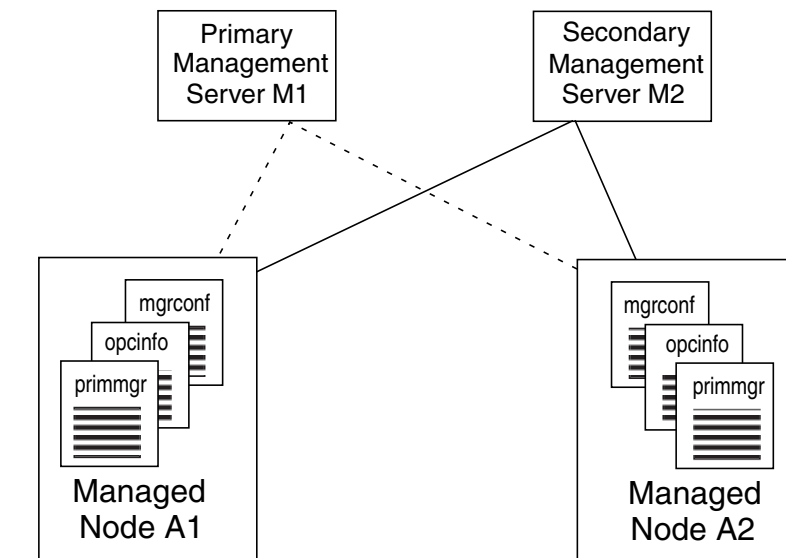 Primary
Management
Server M1
Secondary
Management
Server M2
mgrconf
opcinfo
primmgr
Managed
Node A1
mgrconf
opcinfo
primmgr
Managed
Node A2